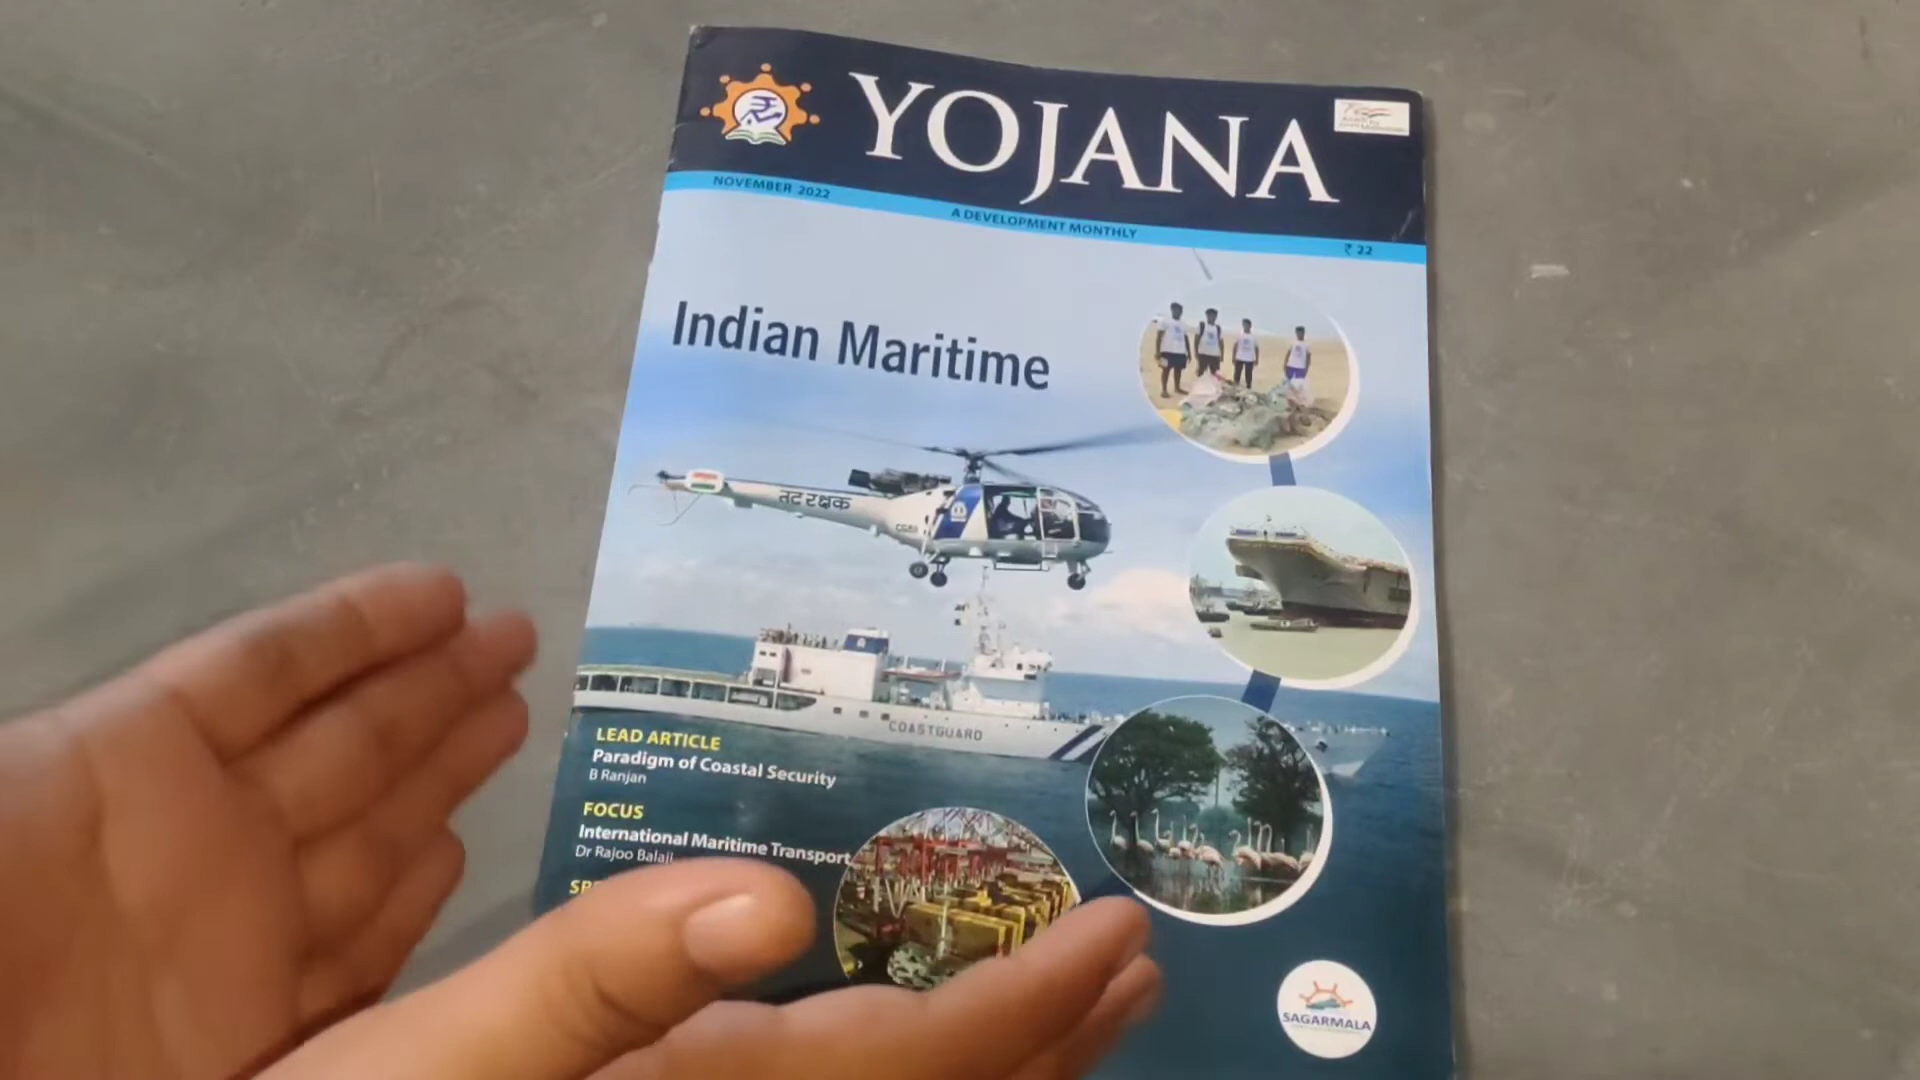 YOJANA
NOVEMBER 2022
A DEVELOPMENT MONTHLY
₹ 22
Indian Maritime
तट रक्षक
COASTGUARD
LEAD ARTICLE
Paradigm of Coastal Security
B Ranjan
FOCUS
International Maritime Transport
Dr Rajoo Balaji
SAGARMALA